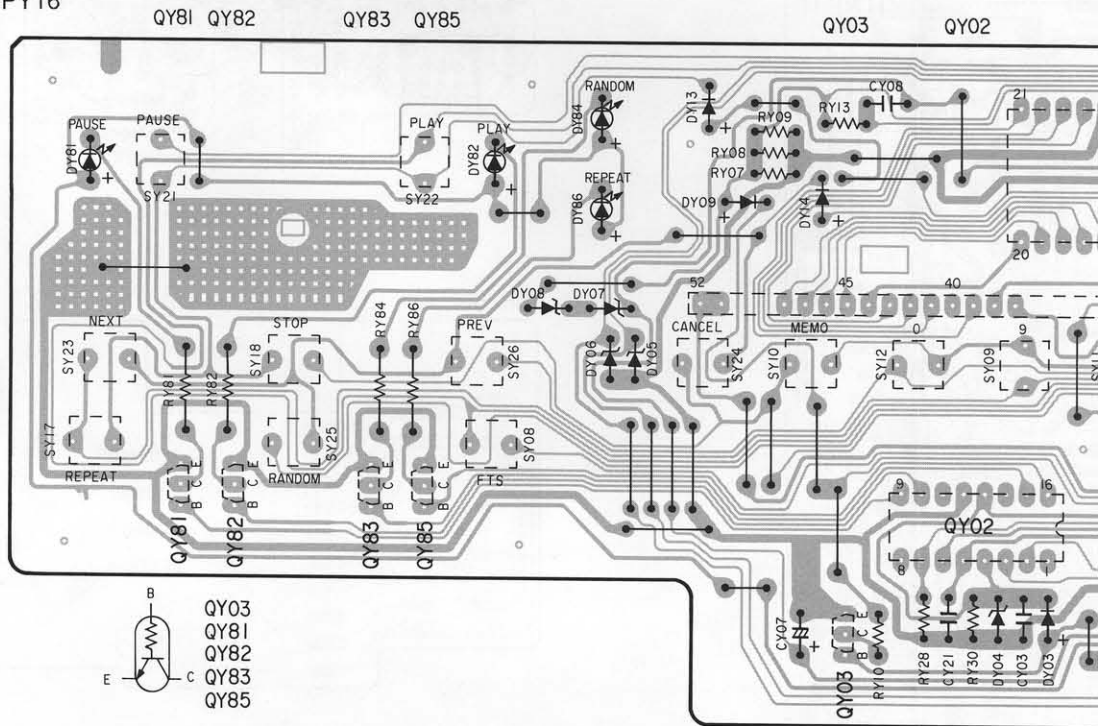 PY16
QY81 QY82 QY83 QY85 QY03 QY02
RANDOM
DY84
DY13
CY08
21
RY13
PAUSE
PAUSE
PLAY
PLAY
RY09
DY81
DY82
RY08
REPEAT
RY07
SY21
SY22
DY86
DY09
DY14
20
52
45
40
DY08 DY07
RY84
RY86
NEXT
STOP
PREV
CANCEL
MEMO
0
9
SY23
SY18
SY26
DY06
DY05
SY24
SY10
SY12
SY09
SY11
RY81
RY82
SY17
SY25
SY08
REPEAT
RANDOM
FTS
B C E
B C E
B C E
B C E
9
16
QY81
QY82
QY83
QY85
QY02
8
1
B
QY03
QY81
QY82
E
C
QY83
QY85
CY07
B C E
QY03
RY10
RY28
CY21
RY30
DY04
CY03
DY03